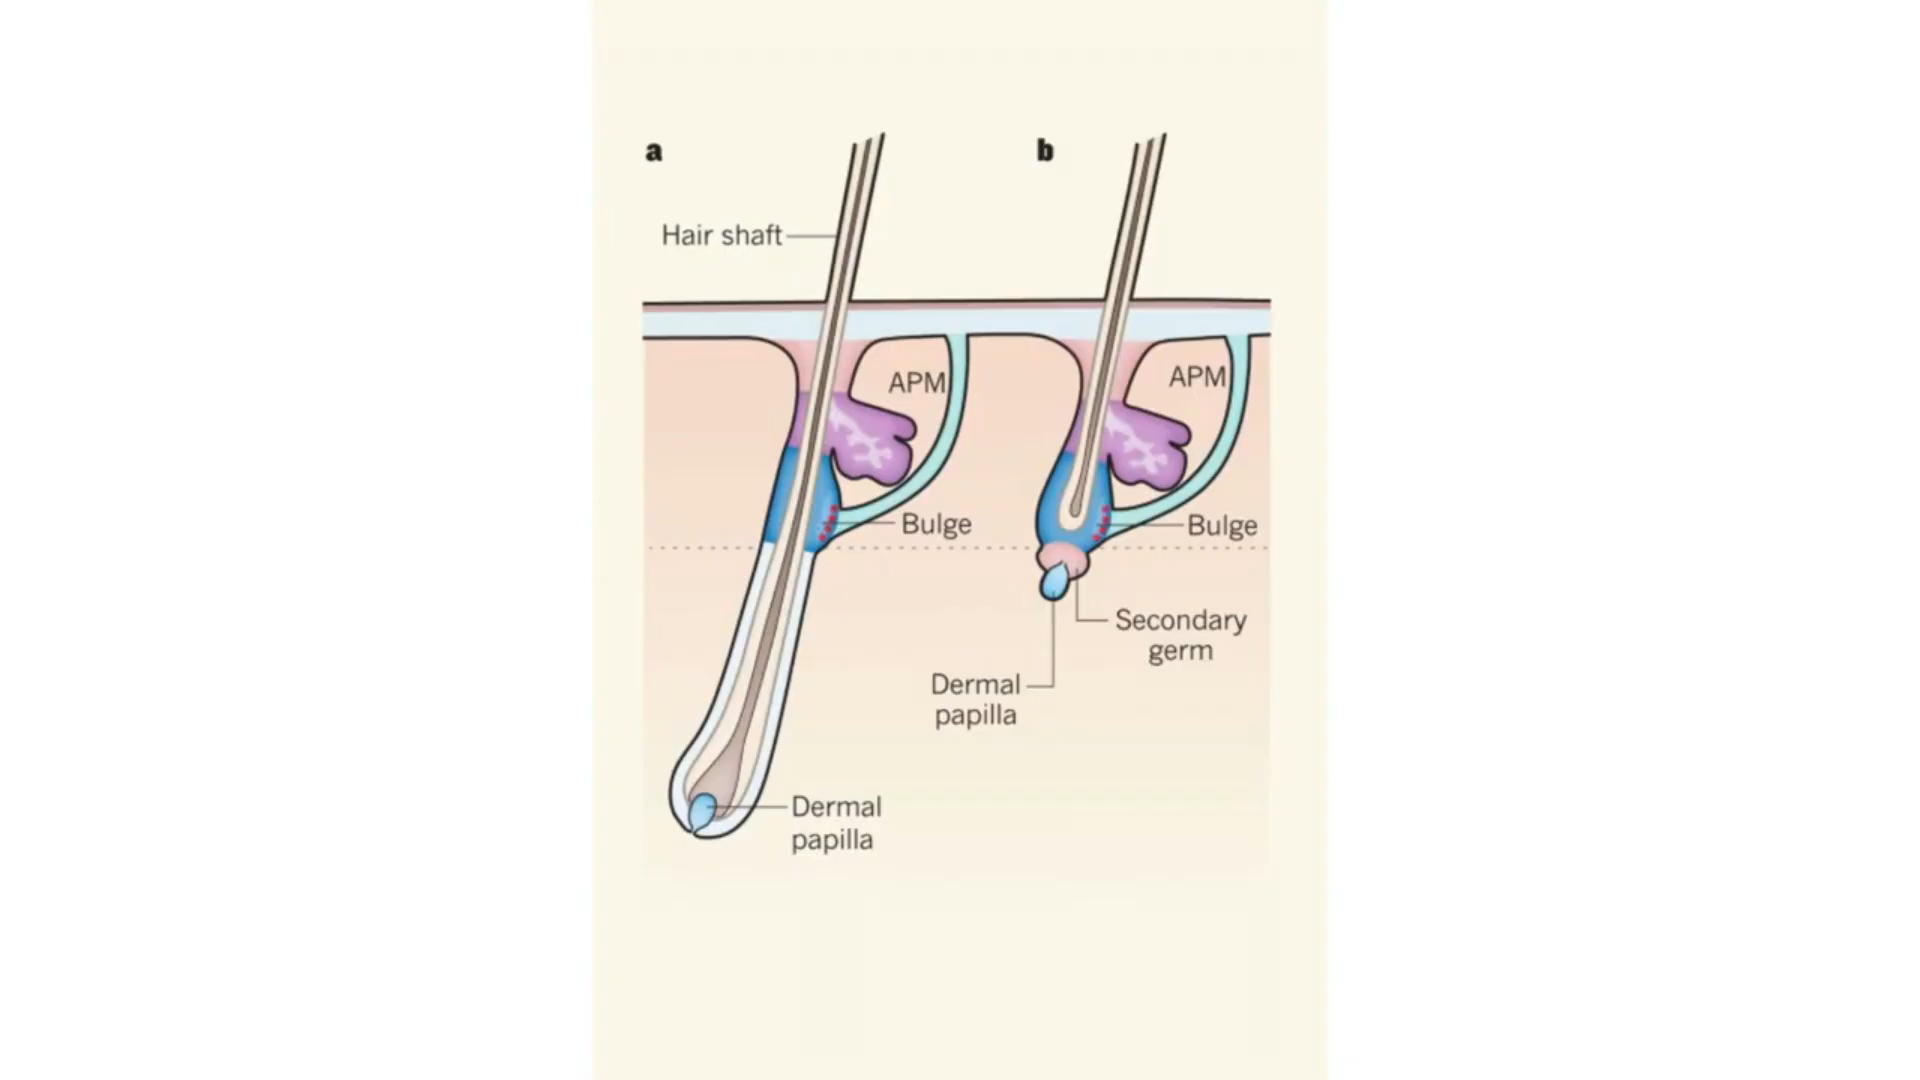 a
b
Hair shaft
APM
APM
Bulge
Bulge
Secondary
germ
Dermal
papilla
Dermal
papilla